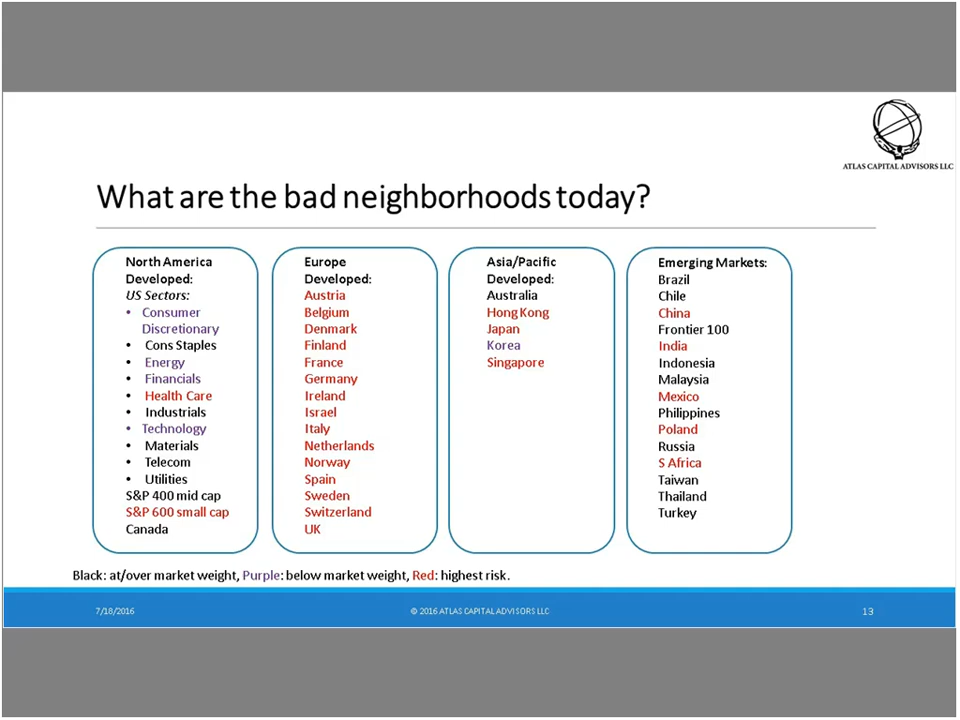 ATLAS CAPITAL ADVISORS LLC
What are the bad neighborhoods today?
North America
Developed:
US Sectors:
• Consumer
Discretionary
• Cons Staples
• Energy
• Financials
• Health Care
• Industrials
• Technology
• Materials
• Telecom
• Utilities
S&P 400 mid cap
S&P 600 small cap
Canada
Europe
Developed:
Austria
Belgium
Denmark
Finland
France
Germany
Ireland
Israel
Italy
Netherlands
Norway
Spain
Sweden
Switzerland
UK
Asia/Pacific
Developed:
Australia
Hong Kong
Japan
Korea
Singapore
Emerging Markets:
Brazil
Chile
China
Frontier 100
India
Indonesia
Malaysia
Mexico
Philippines
Poland
Russia
S Africa
Taiwan
Thailand
Turkey
Black: at/over market weight, Purple: below market weight, Red: highest risk.
7/18/2016
© 2016 ATLAS CAPITAL ADVISORS LLC
13